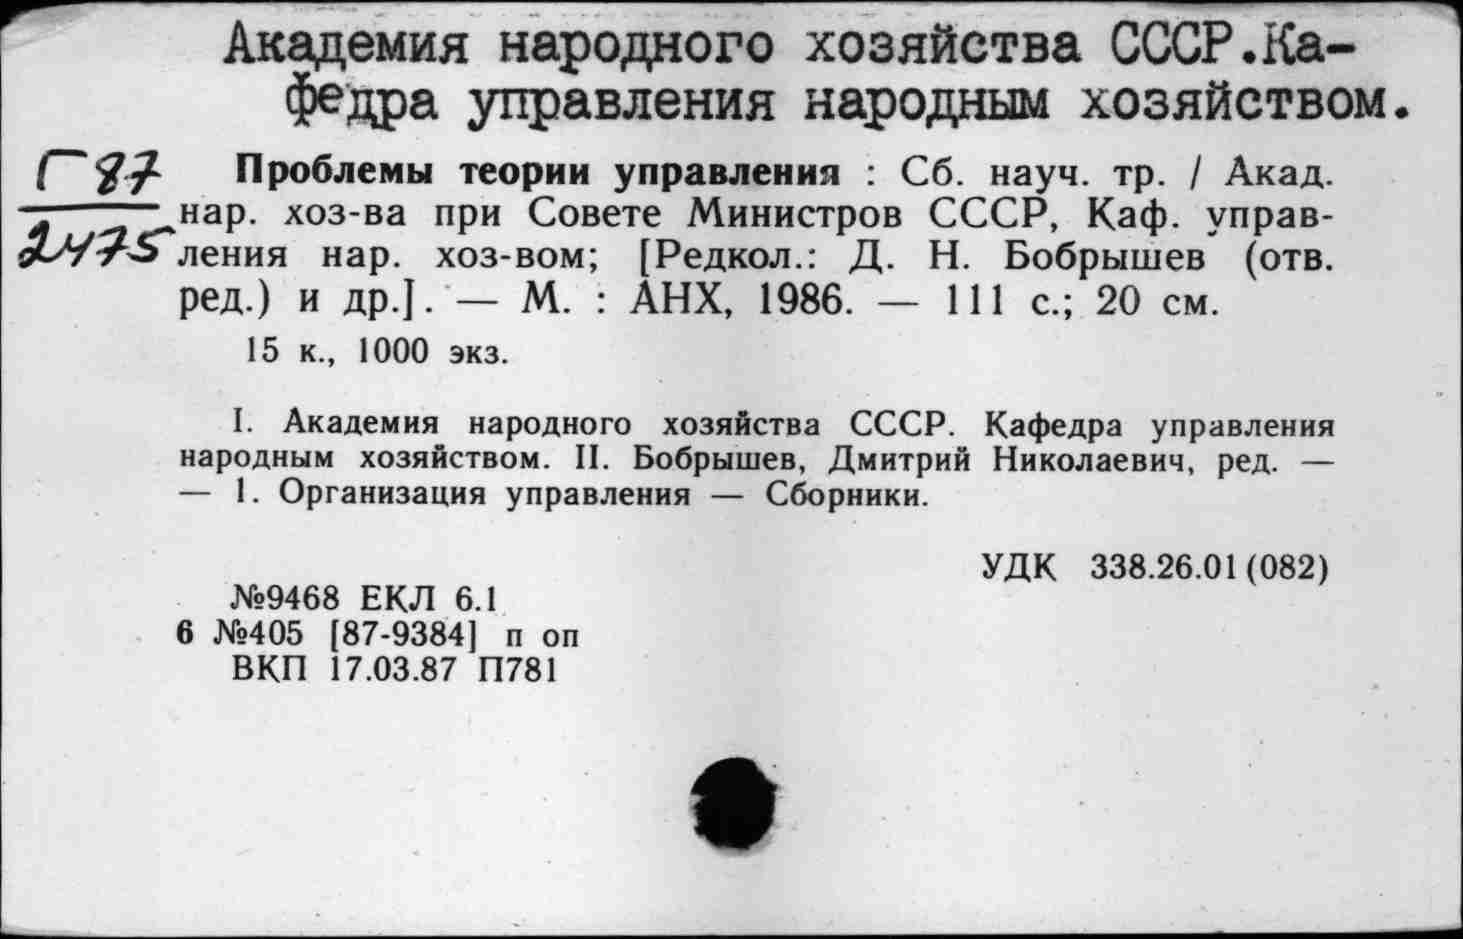 Академия народного хозяйства СССР.Ка-
федра управления народным хозяйством.
Г 87
2475
Проблемы теории управления : Сб. науч. тр. / Акад.
нар. хоз-ва при Совете Министров СССР, Каф. управ-
ления нар. хоз-вом; [Редкол.: Д. Н. Бобрышев (отв.
ред.) и др.]. — М. : АНХ, 1986. — 111 с.; 20 см.
15 к., 1000 экз.
I. Академия народного хозяйства СССР. Кафедра управления
народным хозяйством. II. Бобрышев, Дмитрий Николаевич, ред. —
— 1. Организация управления — Сборники.
УДК 338.26.01(082)
№9468 ЕКЛ 6.1
6 №405 [87-9384] п оп
ВКП 17.03.87 П781